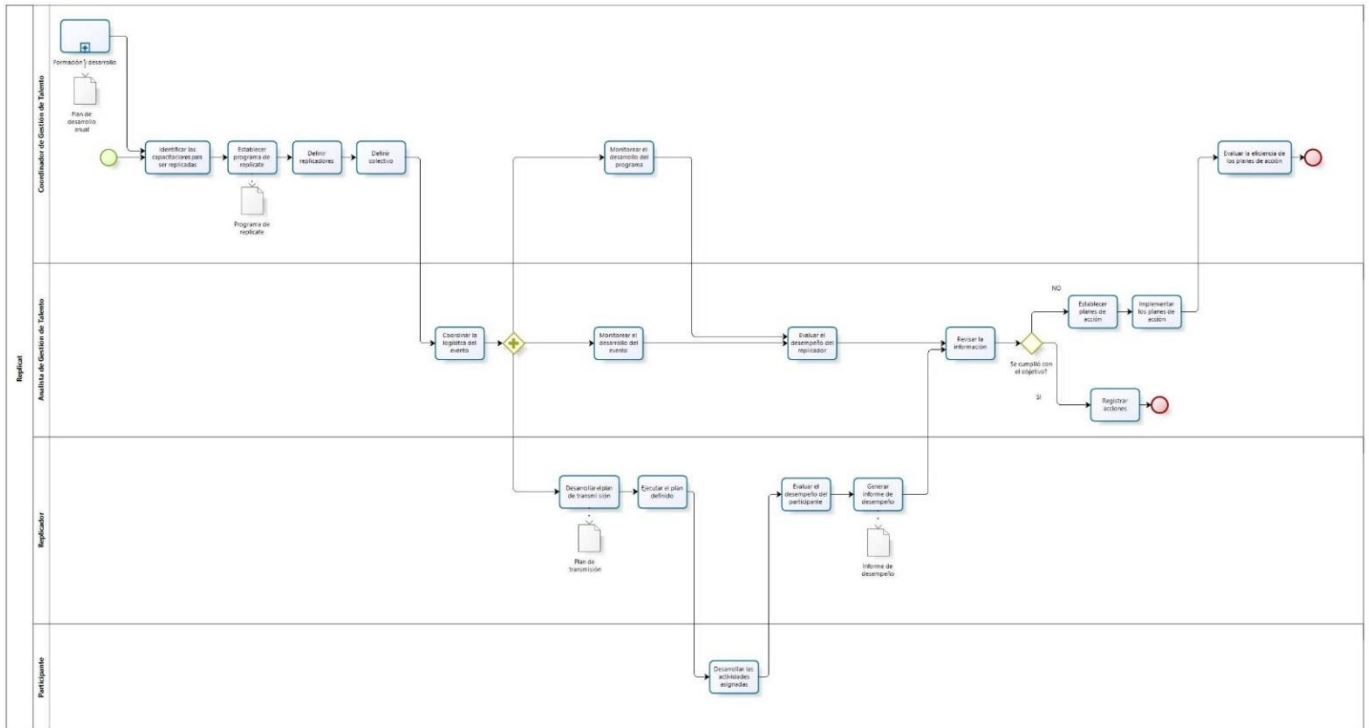 Replicat
Coordinador de Gestión de Talento
Formación y desarrollo
Plan de
desarrollo
anual
Identificar las
capacitaciones para
ser replicadas
Establecer
programa de
replicate
Programa de
replicate
Definir
replicadores
Definir
colectivo
Monitorear el
desarrollo del
programa
Evaluar la eficiencia de
los planes de acción
Analista de Gestión de Talento
Coordinar la
logística del
evento
Monitorear el
desarrollo del
evento
Evaluar el
desempeño del
replicador
Revisar la
información
Se cumplió con
el objetivo?
NO
Establecer
planes de
acción
Implementar
los planes de
acción
SI
Registrar
acciones
Replicador
Desarrollar el plan
de transmisión
Plan de
transmisión
Ejecutar el plan
definido
Evaluar el
desempeño del
participante
Generar
informe de
desempeño
Informe de
desempeño
Participante
Desarrollar las
actividades
asignadas